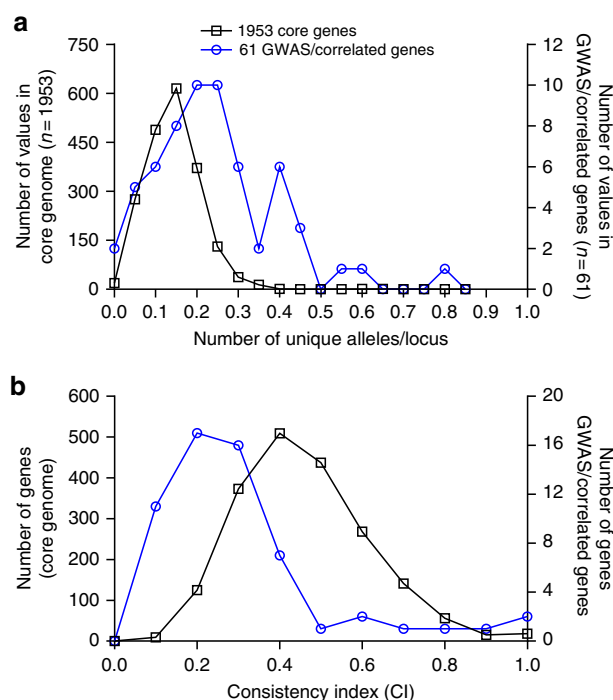 a
1953 core genes
61 GWAS/correlated genes
Number of values in
core genome (n = 1953)
750
600
450
300
150
0
12
10
8
6
4
2
0
Number of values in
GWAS/correlated genes (n = 61)
0.0 0.1 0.2 0.3 0.4 0.5 0.6 0.7 0.8 0.9 1.0
Number of unique alleles/locus
b
Number of genes
(core genome)
600
500
400
300
200
100
0
20
16
12
8
4
0
Number of genes
GWAS/correlated genes
0.0 0.2 0.4 0.6 0.8 1.0
Consistency index (CI)